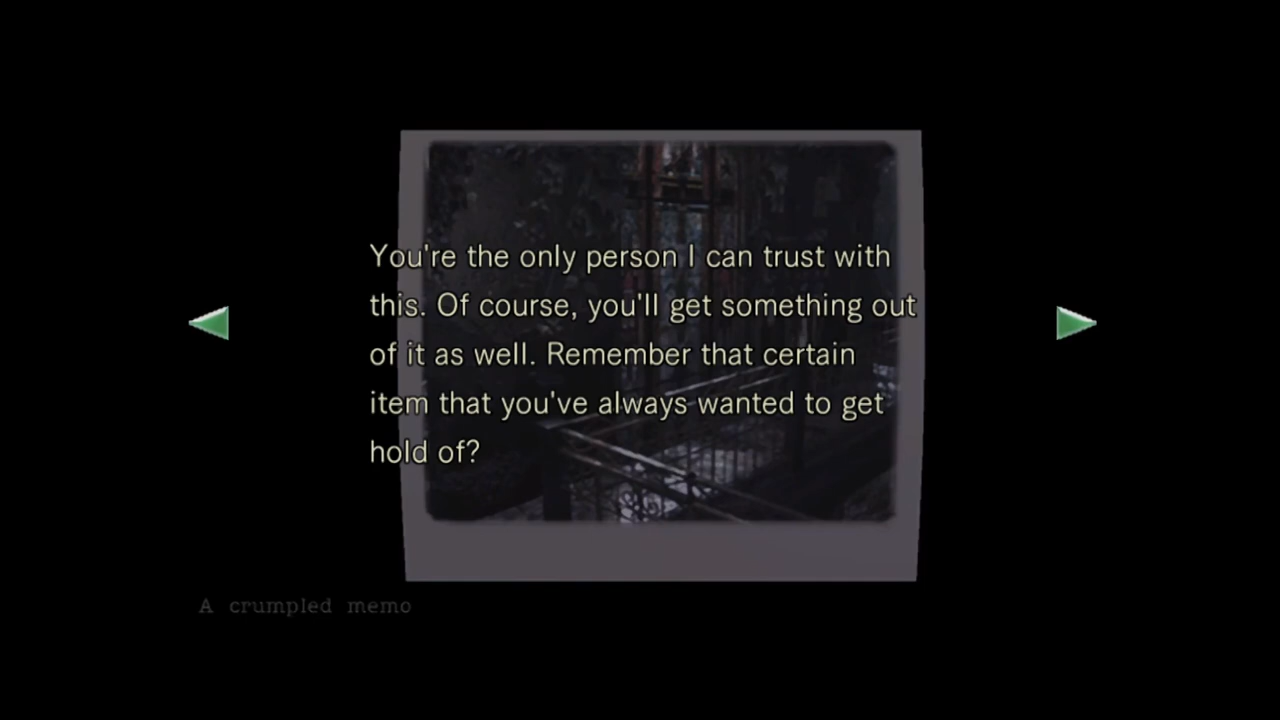 You're the only person I can trust with
this. Of course, you'll get something out
of it as well. Remember that certain
item that you've always wanted to get
hold of?
A crumpled memo